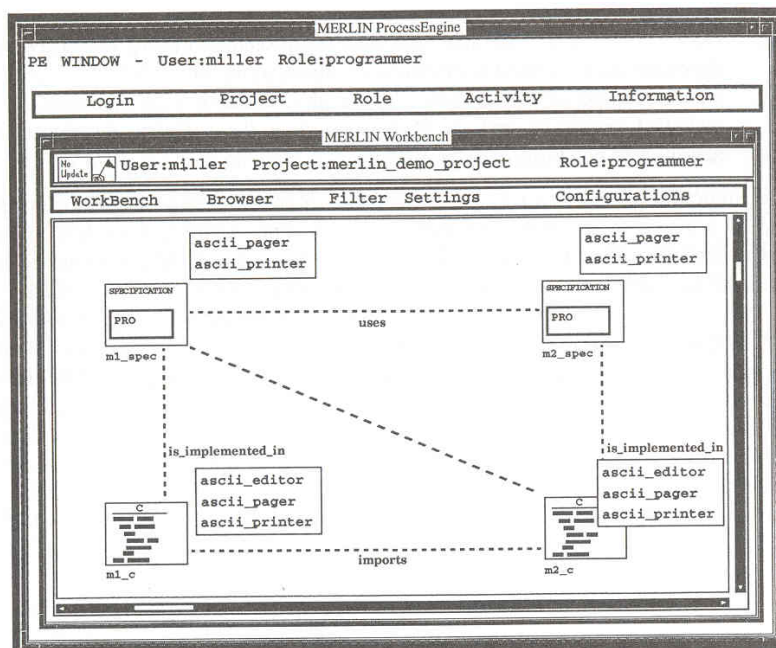 MERLIN ProcessEngine
PE WINDOW - User:miller Role:programmer
Login Project Role Activity Information
MERLIN Workbench
No
Update
User:miller Project:merlin_demo_project Role:programmer
WorkBench Browser Filter Settings Configurations
ascii_pager
ascii_printer
ascii_pager
ascii_printer
SPECIFICATION
PRO
m1_spec
uses
SPECIFICATION
PRO
m2_spec
is_implemented_in
is_implemented_in
ascii_editor
ascii_pager
ascii_printer
ascii_editor
ascii_pager
ascii_printer
C
m1_c
imports
C
m2_c